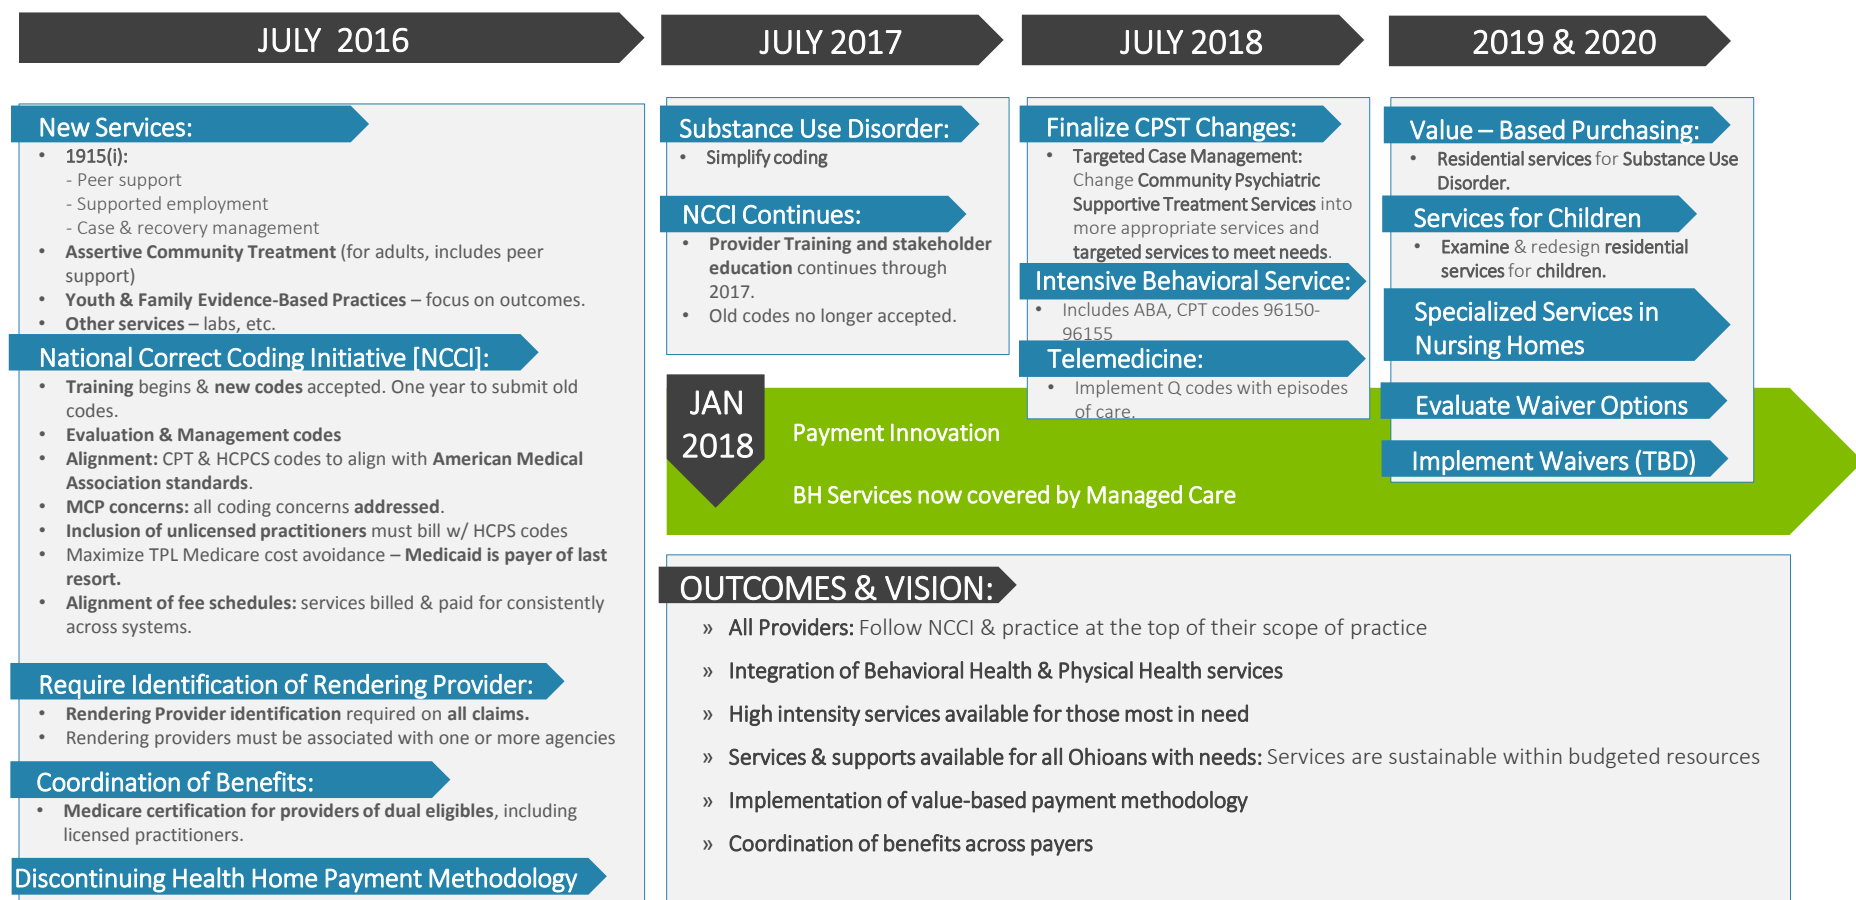 JULY 2016
New Services:
• 1915(i):
- Peer support
- Supported employment
- Case & recovery management
• Assertive Community Treatment (for adults, includes peer
support)
• Youth & Family Evidence-Based Practices – focus on outcomes.
• Other services – labs, etc.
National Correct Coding Initiative [NCCI]:
• Training begins & new codes accepted. One year to submit old
codes.
• Evaluation & Management codes
• Alignment: CPT & HCPCS codes to align with American Medical
Association standards.
• MCP concerns: all coding concerns addressed.
• Inclusion of unlicensed practitioners must bill w/ HCPS codes
• Maximize TPL Medicare cost avoidance – Medicaid is payer of last
resort.
• Alignment of fee schedules: services billed & paid for consistently
across systems.
Require Identification of Rendering Provider:
• Rendering Provider identification required on all claims.
• Rendering providers must be associated with one or more agencies
Coordination of Benefits:
• Medicare certification for providers of dual eligibles, including
licensed practitioners.
Discontinuing Health Home Payment Methodology
JULY 2017
Substance Use Disorder:
• Simplify coding
NCCI Continues:
• Provider Training and stakeholder
education continues through
2017.
• Old codes no longer accepted.
JULY 2018
Finalize CPST Changes:
• Targeted Case Management:
Change Community Psychiatric
Supportive Treatment Services into
more appropriate services and
targeted services to meet needs.
Intensive Behavioral Service:
• Includes ABA, CPT codes 96150-
96155
Telemedicine:
• Implement Q codes with episodes
of care.
2019 & 2020
Value – Based Purchasing:
• Residential services for Substance Use
Disorder.
Services for Children
• Examine & redesign residential
services for children.
Specialized Services in
Nursing Homes
Evaluate Waiver Options
Implement Waivers (TBD)
JAN
2018
Payment Innovation
BH Services now covered by Managed Care
OUTCOMES & VISION:
» All Providers: Follow NCCI & practice at the top of their scope of practice
» Integration of Behavioral Health & Physical Health services
» High intensity services available for those most in need
» Services & supports available for all Ohioans with needs: Services are sustainable within budgeted resources
» Implementation of value-based payment methodology
» Coordination of benefits across payers